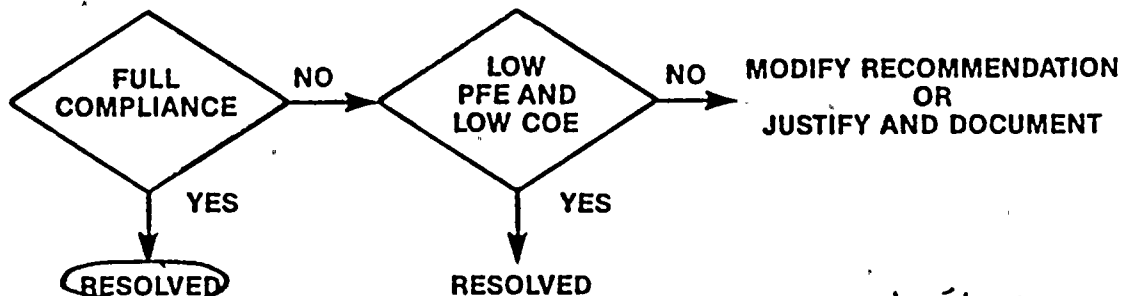 FULL
COMPLIANCE
NO
LOW
PFE AND
LOW COE
NO
MODIFY RECOMMENDATION
OR
JUSTIFY AND DOCUMENT
YES
YES
RESOLVED
RESOLVED